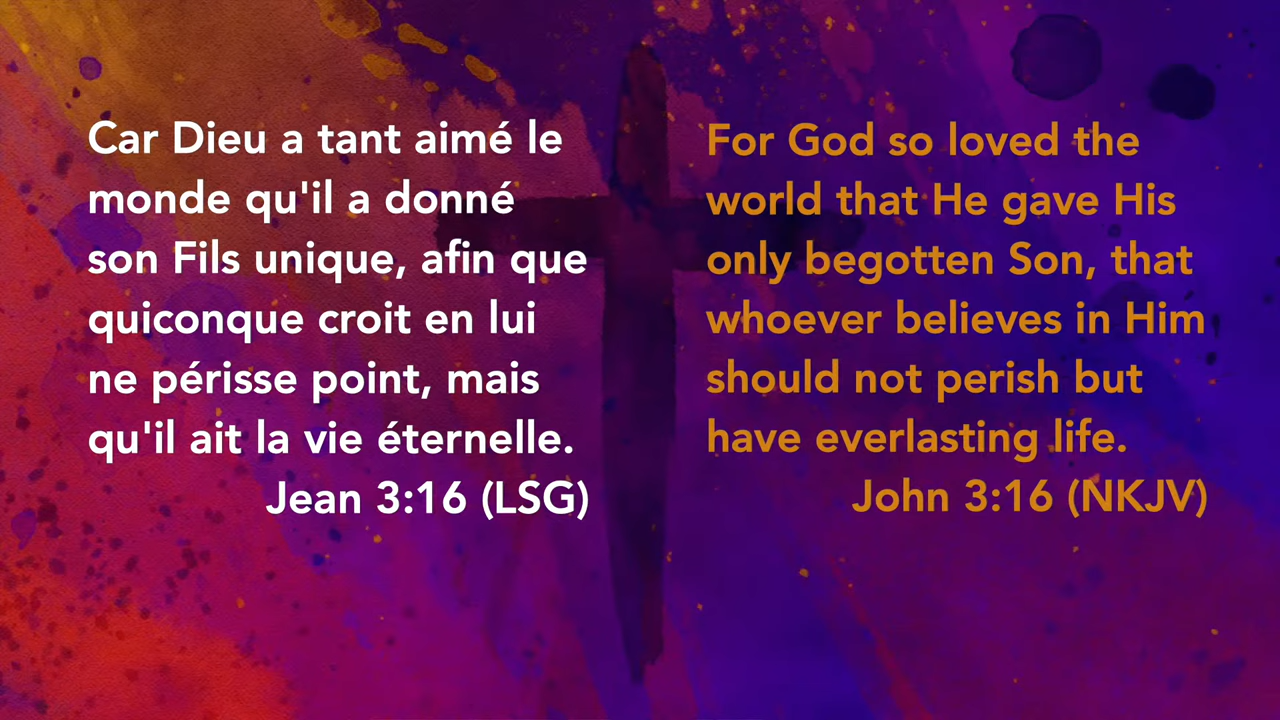 Car Dieu a tant aimé le
monde qu'il a donné
son Fils unique, afin que
quiconque croit en lui
ne périsse point, mais
qu'il ait la vie éternelle.
Jean 3:16 (LSG)
For God so loved the
world that He gave His
only begotten Son, that
whoever believes in Him
should not perish but
have everlasting life.
John 3:16 (NKJV)